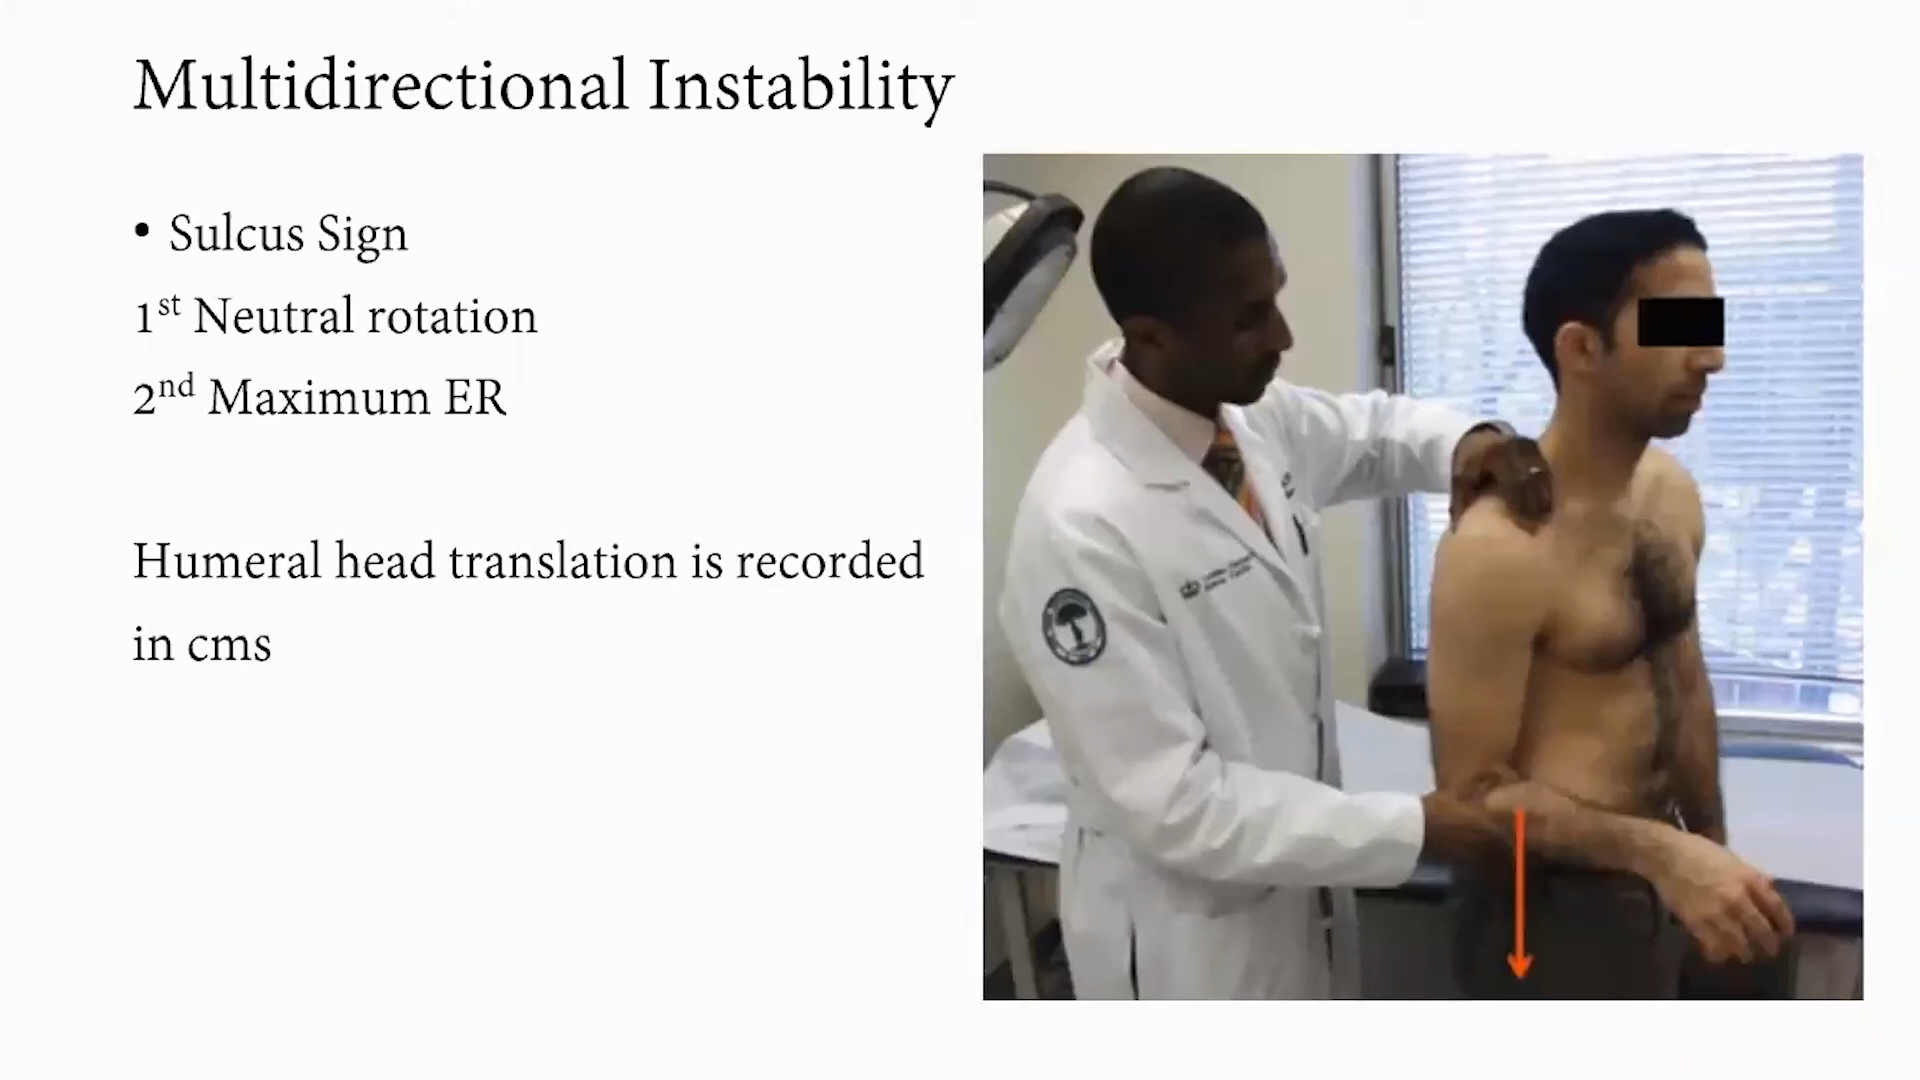 Multidirectional Instability
• Sulcus Sign
1st Neutral rotation
2nd Maximum ER
Humeral head translation is recorded
in cms